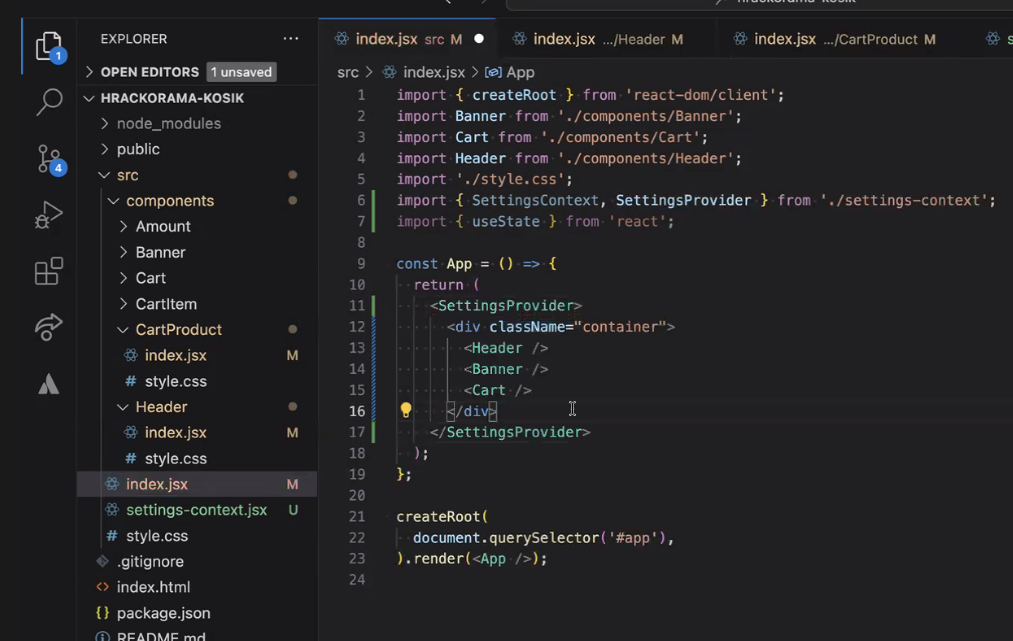 hrackorama-kosik
EXPLORER ...
index.jsx src M
index.jsx .../Header M
index.jsx .../CartProduct M
1
OPEN EDITORS 1 unsaved
src > index.jsx > App
HRACKORAMA-KOSIK
node_modules
public
4
src
components
Amount
Banner
Cart
CartItem
CartProduct
index.jsx M
# style.css
Header
index.jsx M
# style.css
index.jsx M
settings-context.jsx U
# style.css
.gitignore
<> index.html
{} package.json
README.md
1 import { createRoot } from 'react-dom/client';
2 import Banner from './components/Banner';
3 import Cart from './components/Cart';
4 import Header from './components/Header';
5 import './style.css';
6 import { SettingsContext, SettingsProvider } from './settings-context';
7 import { useState } from 'react';
8
9 const App = () => {
10 return (
11 <SettingsProvider>
12 <div className="container">
13 <Header />
14 <Banner />
15 <Cart />
16 </div>
17 </SettingsProvider>
18 );
19 };
20
21 createRoot(
22 document.querySelector('#app'),
23 ).render(<App />);
24